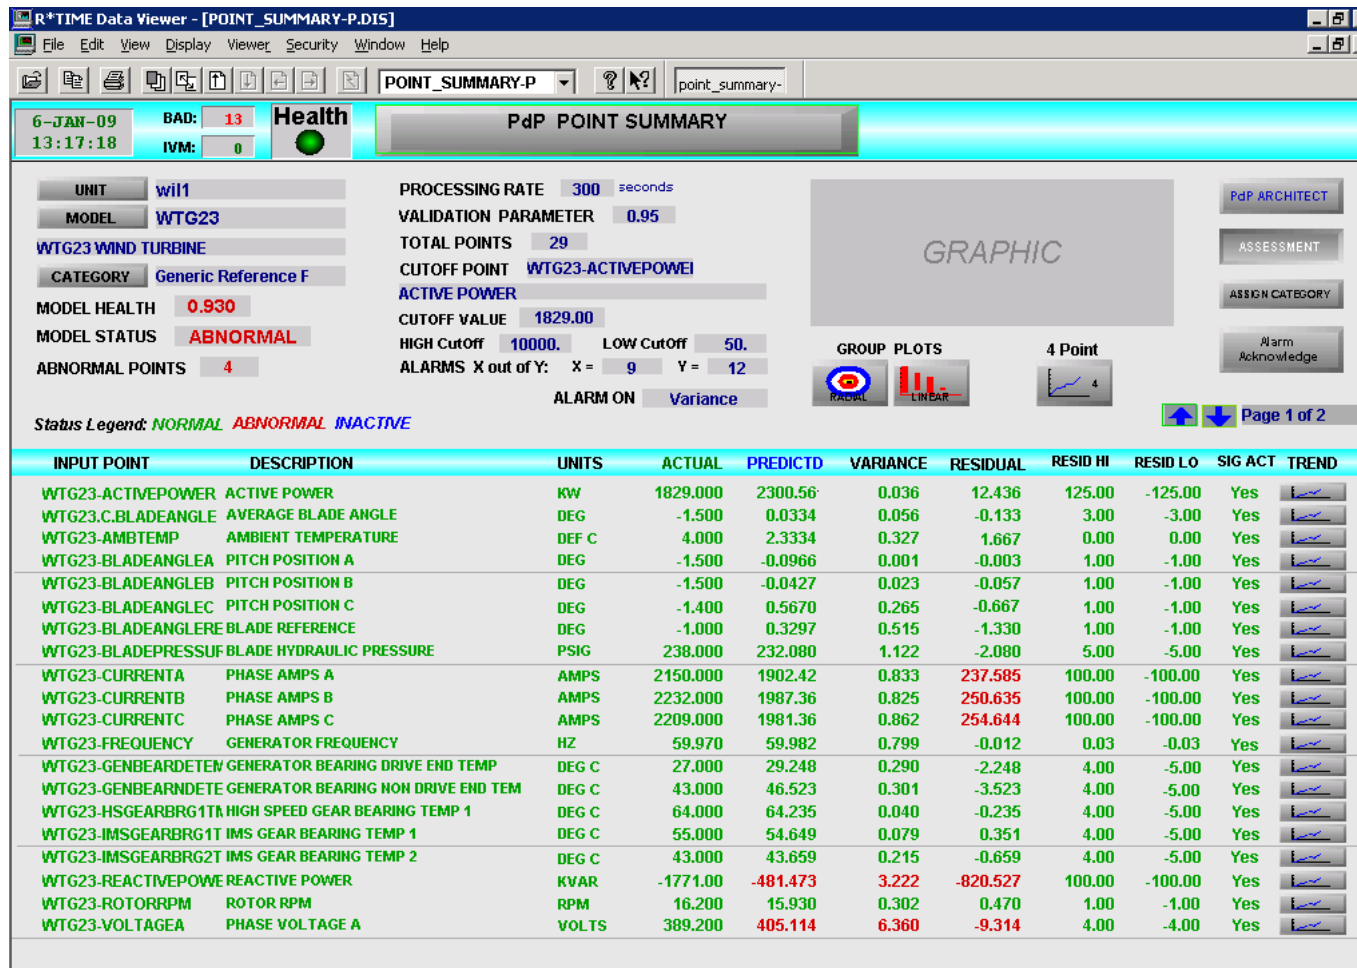 R*TIME Data Viewer - [POINT_SUMMARY-P.DIS]
File Edit View Display Viewer Security Window Help
POINT_SUMMARY-P point_summary-
6-JAN-09 BAD: 13 Health PdP POINT SUMMARY
13:17:18 IVM: 0
UNIT wil1 PROCESSING RATE 300 seconds PdP ARCHITECT
MODEL WTG23 VALIDATION PARAMETER 0.95
WTG23 WIND TURBINE TOTAL POINTS 29 GRAPHIC ASSESSMENT
CATEGORY Generic Reference F CUTOFF POINT WTG23-ACTIVEPOWEI
ACTIVE POWER ASSIGN CATEGORY
MODEL HEALTH 0.930 CUTOFF VALUE 1829.00
MODEL STATUS ABNORMAL HIGH CutOff 10000. LOW CutOff 50. GROUP PLOTS 4 Point Alarm Acknowledge
ABNORMAL POINTS 4 ALARMS X out of Y: X = 9 Y = 12 RADIAL LINEAR 4
ALARM ON Variance
Status Legend: NORMAL ABNORMAL INACTIVE Page 1 of 2
INPUT POINT DESCRIPTION UNITS ACTUAL PREDICTD VARIANCE RESIDUAL RESID HI RESID LO SIG ACT TREND
WTG23-ACTIVEPOWER ACTIVE POWER KW 1829.000 2300.56 0.036 12.436 125.00 -125.00 Yes
WTG23.C.BLADEANGLE AVERAGE BLADE ANGLE DEG -1.500 0.0334 0.056 -0.133 3.00 -3.00 Yes
WTG23-AMBTEMP AMBIENT TEMPERATURE DEF C 4.000 2.3334 0.327 1.667 0.00 0.00 Yes
WTG23-BLADEANGLEA PITCH POSITION A DEG -1.500 -0.0966 0.001 -0.003 1.00 -1.00 Yes
WTG23-BLADEANGLEB PITCH POSITION B DEG -1.500 -0.0427 0.023 -0.057 1.00 -1.00 Yes
WTG23-BLADEANGLEC PITCH POSITION C DEG -1.400 0.5670 0.265 -0.667 1.00 -1.00 Yes
WTG23-BLADEANGLERE BLADE REFERENCE DEG -1.000 0.3297 0.515 -1.330 1.00 -1.00 Yes
WTG23-BLADEPRESSUF BLADE HYDRAULIC PRESSURE PSIG 238.000 232.080 1.122 -2.080 5.00 -5.00 Yes
WTG23-CURRENTA PHASE AMPS A AMPS 2150.000 1902.42 0.833 237.585 100.00 -100.00 Yes
WTG23-CURRENTB PHASE AMPS B AMPS 2232.000 1987.36 0.825 250.635 100.00 -100.00 Yes
WTG23-CURRENTC PHASE AMPS C AMPS 2209.000 1981.36 0.862 254.644 100.00 -100.00 Yes
WTG23-FREQUENCY GENERATOR FREQUENCY HZ 59.970 59.982 0.799 -0.012 0.03 -0.03 Yes
WTG23-GENBEARDETEM GENERATOR BEARING DRIVE END TEMP DEG C 27.000 29.248 0.290 -2.248 4.00 -5.00 Yes
WTG23-GENBEARNDETE GENERATOR BEARING NON DRIVE END TEM DEG C 43.000 46.523 0.301 -3.523 4.00 -5.00 Yes
WTG23-HSGEARBRG1TM HIGH SPEED GEAR BEARING TEMP 1 DEG C 64.000 64.235 0.040 -0.235 4.00 -5.00 Yes
WTG23-IMSGEARBRG1T IMS GEAR BEARING TEMP 1 DEG C 55.000 54.649 0.079 0.351 4.00 -5.00 Yes
WTG23-IMSGEARBRG2T IMS GEAR BEARING TEMP 2 DEG C 43.000 43.659 0.215 -0.659 4.00 -5.00 Yes
WTG23-REACTIVEPOWE REACTIVE POWER KVAR -1771.00 -481.473 3.222 -820.527 100.00 -100.00 Yes
WTG23-ROTORRPM ROTOR RPM RPM 16.200 15.930 0.302 0.470 1.00 -1.00 Yes
WTG23-VOLTAGEA PHASE VOLTAGE A VOLTS 389.200 405.114 6.360 -9.314 4.00 -4.00 Yes